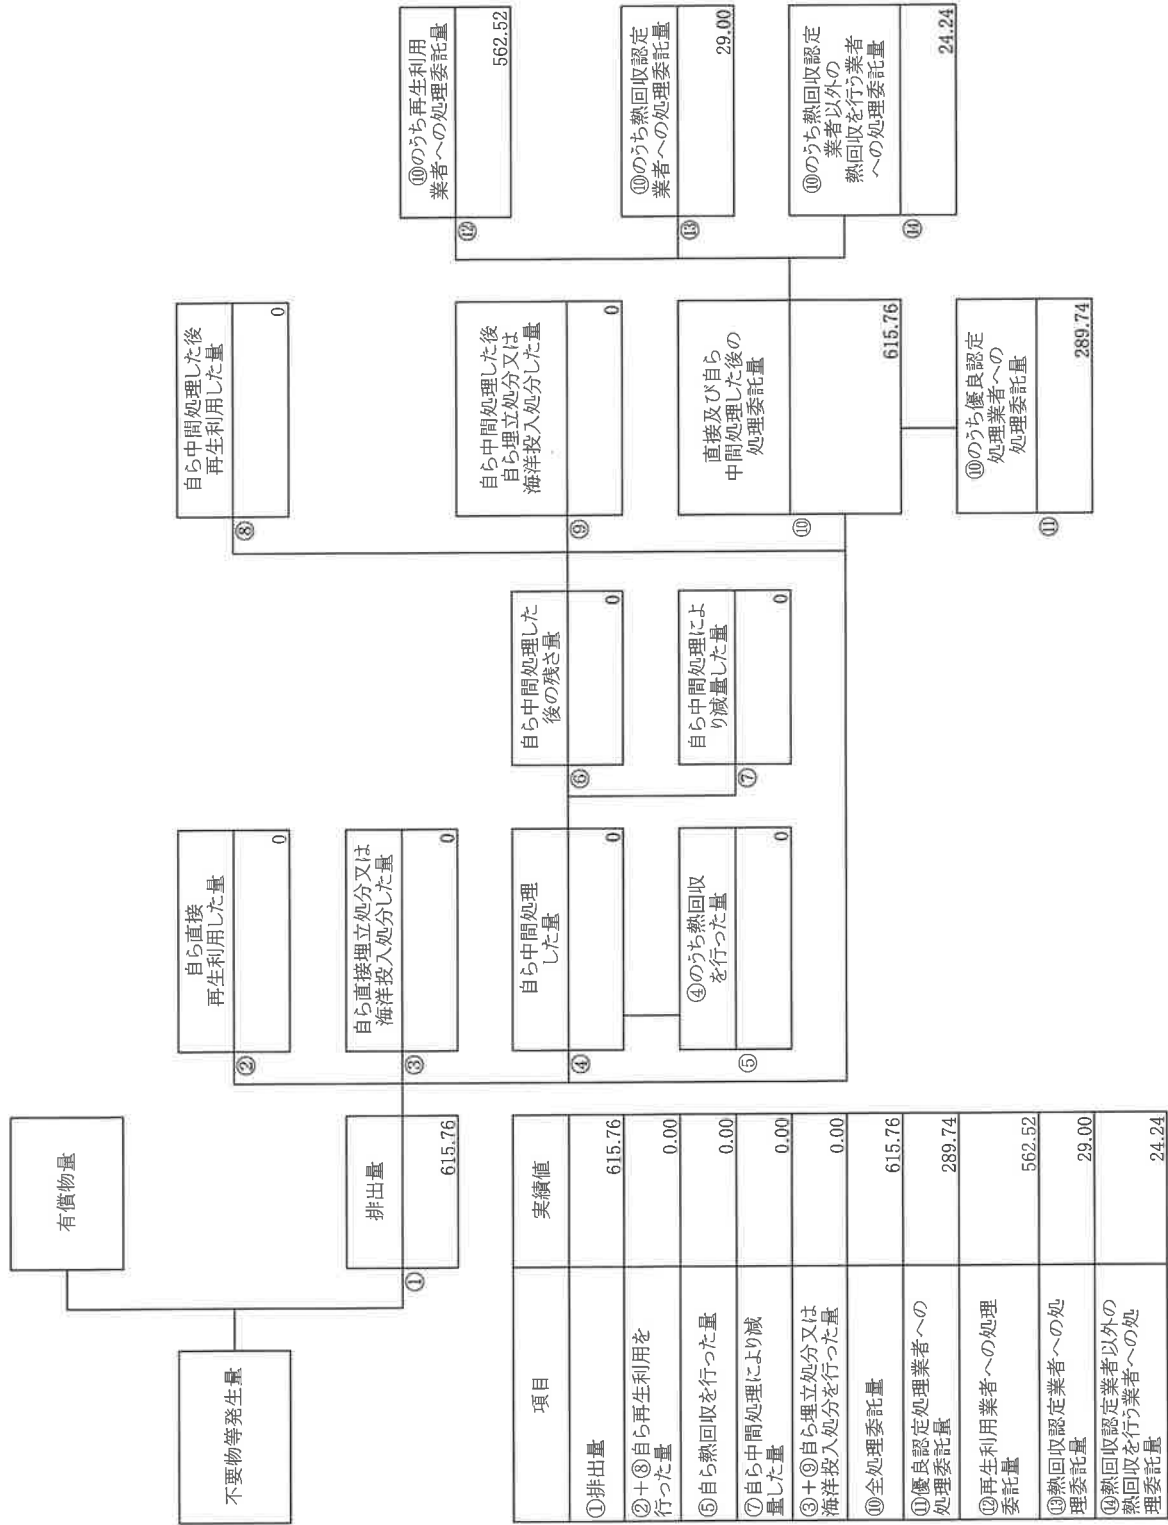 不要物等発生量
有償物量
①
排出量
615.76
②
自ら直接
再生利用した量
0
③
自ら直接埋立処分又は
海洋投入処分した量
0
④
自ら中間処理
した量
0
⑤
④のうち熱回収
を行った量
0
⑥
自ら中間処理した
後の残さ量
0
⑦
自ら中間処理によ
り減量した量
0
⑧
自ら中間処理した後
再生利用した量
0
⑨
自ら中間処理した後
自ら埋立処分又は
海洋投入処分した量
0
⑩
直接及び自ら
中間処理した後の
処理委託量
615.76
⑪
⑩のうち優良認定
処理業者への
処理委託量
289.74
⑫
⑩のうち再生利用
業者への処理委託量
562.52
⑬
⑩のうち熱回収認定
業者への処理委託量
29.00
⑭
⑩のうち熱回収認定
業者以外の
熱回収を行う業者
への処理委託量
24.24
項目 実績値
①排出量 615.76
②+⑧自ら再生利用を
行った量 0.00
⑤自ら熱回収を行った量 0.00
⑦自ら中間処理により減
量した量 0.00
③+⑨自ら埋立処分又は
海洋投入処分を行った量 0.00
⑩全処理委託量 615.76
⑪優良認定処理業者への
処理委託量 289.74
⑫再生利用業者への処理
委託量 562.52
⑬熱回収認定業者への処
理委託量 29.00
⑭熱回収認定業者以外の
熱回収を行う業者への処
理委託量 24.24